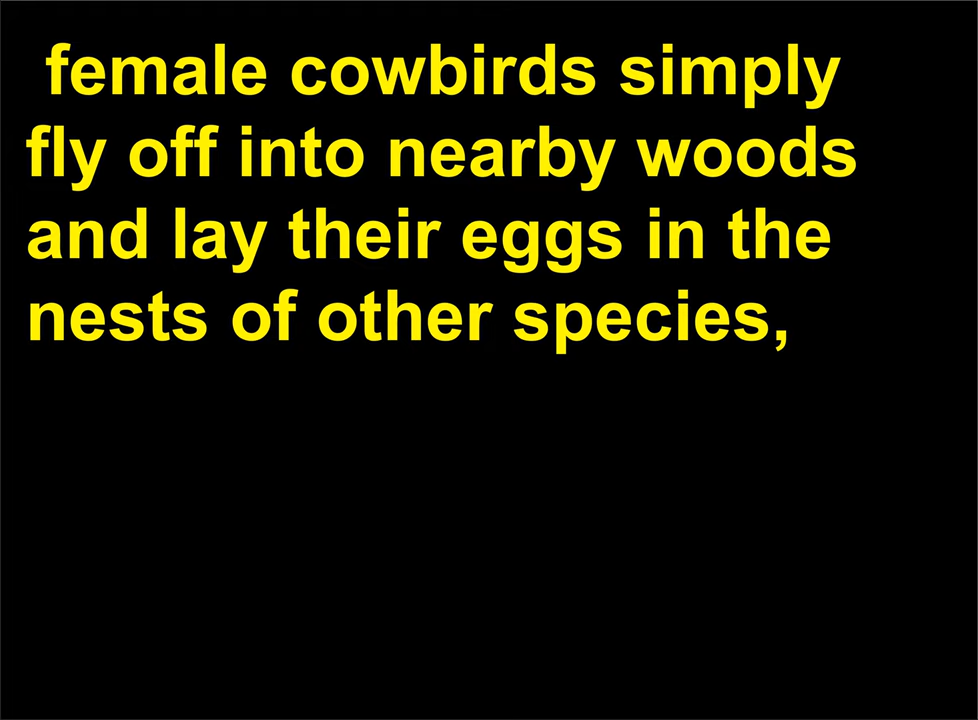 female cowbirds simply
fly off into nearby woods
and lay their eggs in the
nests of other species,